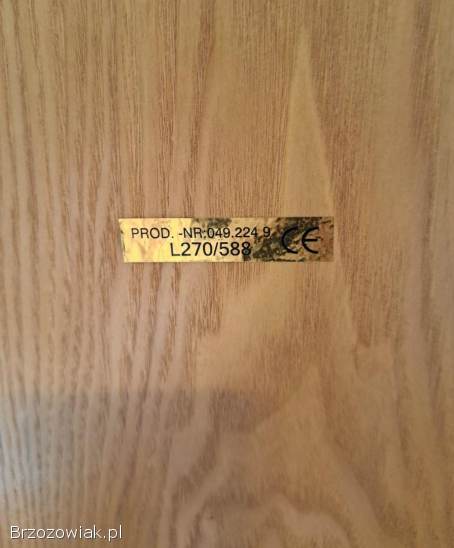 PROD. -NR:049.224 9
L270/588 CE
Brzozowiak.pl